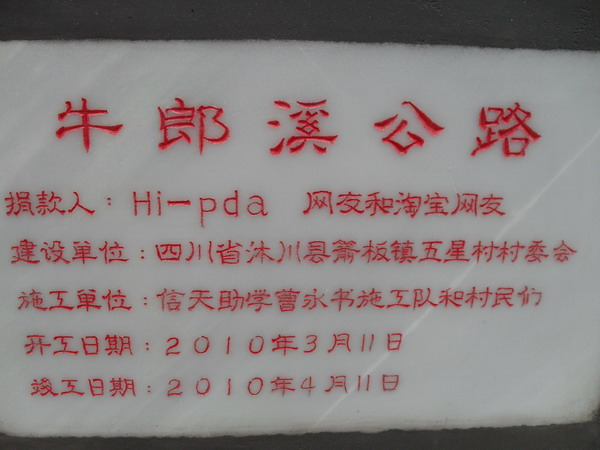 牛郎溪公路
捐款人：Hi-pda 网友和淘宝网友
建设单位：四川省沐川县箭板镇五星村村委会
施工单位：信天助学曹永书施工队和村民们
开工日期：2010年3月11日
竣工日期：2010年4月11日